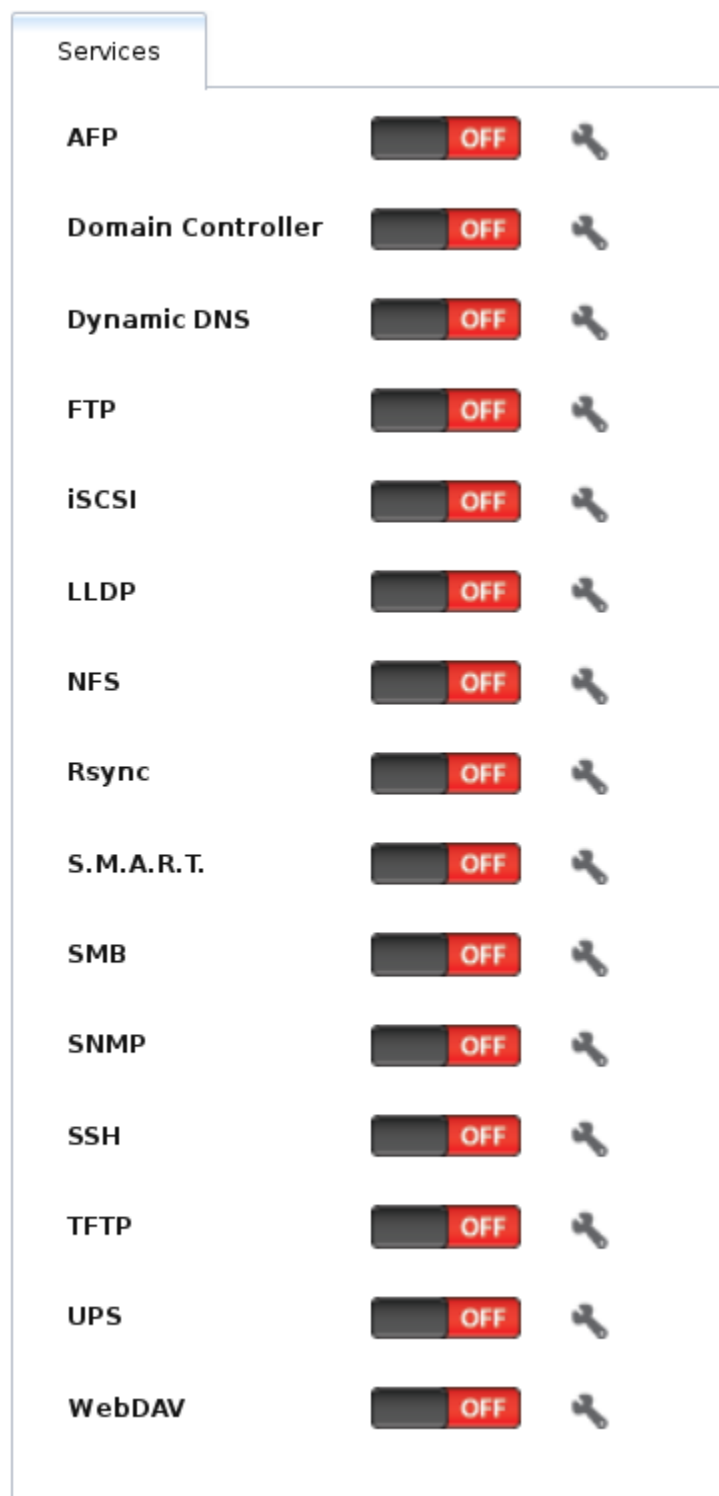 Services
AFP OFF
Domain Controller OFF
Dynamic DNS OFF
FTP OFF
iSCSI OFF
LLDP OFF
NFS OFF
Rsync OFF
S.M.A.R.T. OFF
SMB OFF
SNMP OFF
SSH OFF
TFTP OFF
UPS OFF
WebDAV OFF